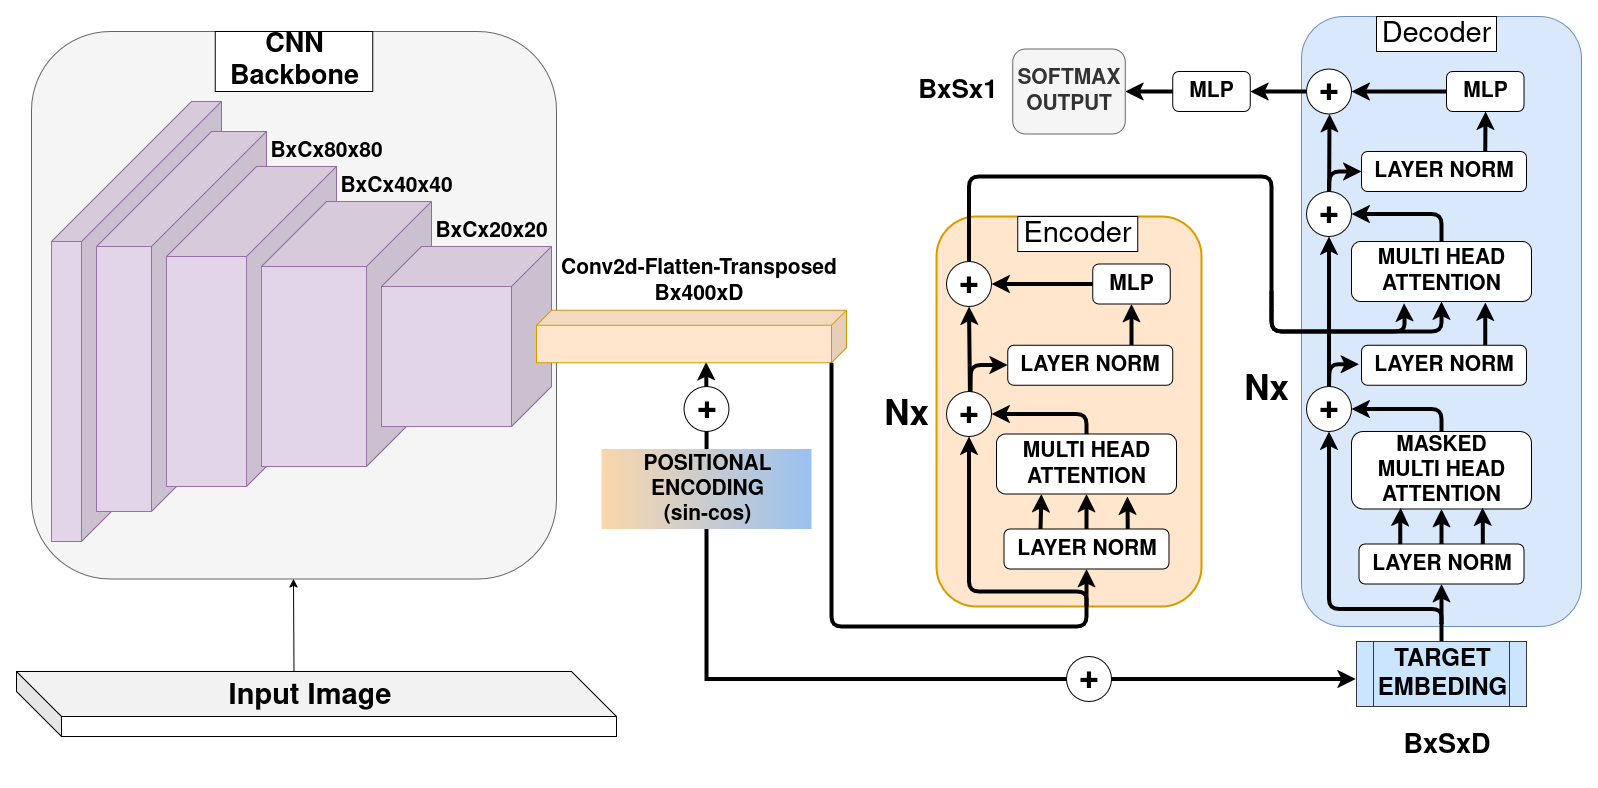 CNN
Backbone
BxCx80x80
BxCx40x40
BxCx20x20
Conv2d-Flatten-Transposed
Bx400xD
POSITIONAL
ENCODING
(sin-cos)
+
Input Image
Encoder
MLP
LAYER NORM
MULTI HEAD
ATTENTION
LAYER NORM
+
+
Nx
+
BxSx1
SOFTMAX
OUTPUT
MLP
Decoder
+
MLP
LAYER NORM
+
MULTI HEAD
ATTENTION
LAYER NORM
Nx
+
MASKED
MULTI HEAD
ATTENTION
LAYER NORM
TARGET
EMBEDING
BxSxD